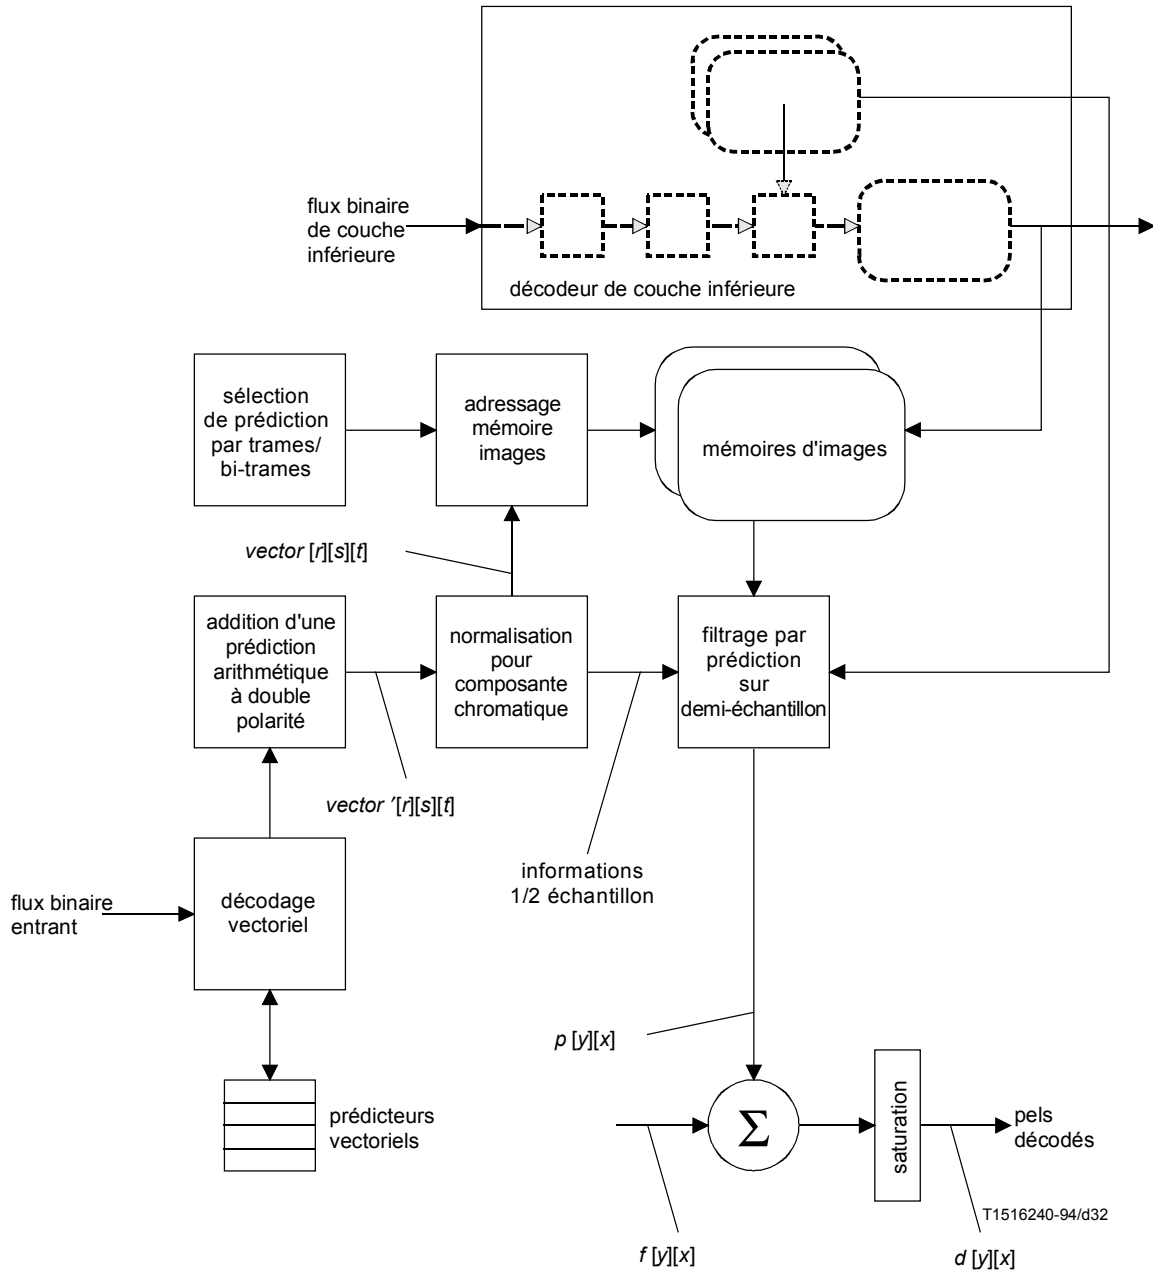 flux binaire
de couche
inférieure
décodeur de couche inférieure
sélection
de prédiction
par trames/
bi-trames
adressage
mémoire
images
mémoires d'images
vector [r][s][t]
addition d'une
prédiction
arithmétique
à double
polarité
normalisation
pour
composante
chromatique
filtrage par
prédiction
sur
demi-échantillon
vector ′[r][s][t]
informations
1/2 échantillon
flux binaire
entrant
décodage
vectoriel
p [y][x]
prédicteurs
vectoriels
Σ
saturation
pels
décodés
T1516240-94/d32
f [y][x]
d [y][x]